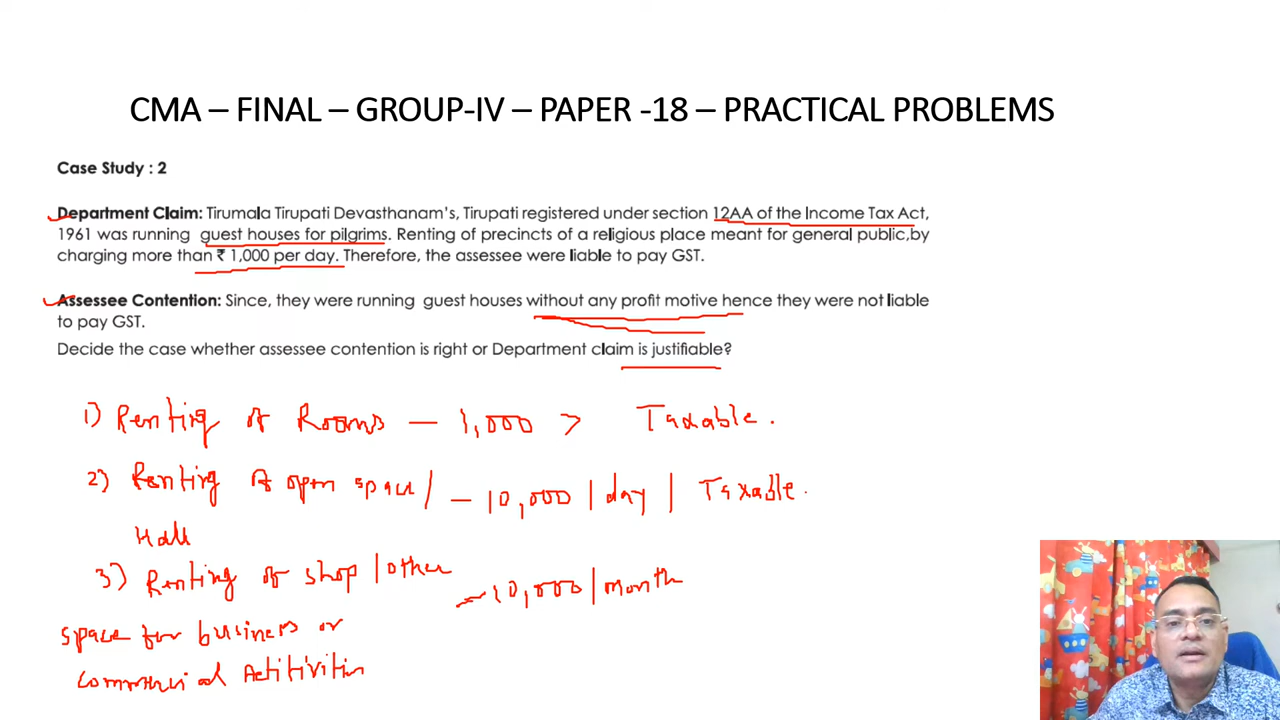 CMA – FINAL – GROUP-IV – PAPER -18 – PRACTICAL PROBLEMS
Case Study : 2
Department Claim: Tirumala Tirupati Devasthanam's, Tirupati registered under section 12AA of the Income Tax Act,
1961 was running guest houses for pilgrims. Renting of precincts of a religious place meant for general public,by
charging more than ₹ 1,000 per day. Therefore, the assessee were liable to pay GST.
Assessee Contention: Since, they were running guest houses without any profit motive hence they were not liable
to pay GST.
Decide the case whether assessee contention is right or Department claim is justifiable?
1) Renting of Rooms – 1,000 > Taxable.
2) Renting of open space / – 10,000 / day / Taxable.
Hall
3) Renting of shop / other – 10,000 / month
space for business or
commercial Actitivities